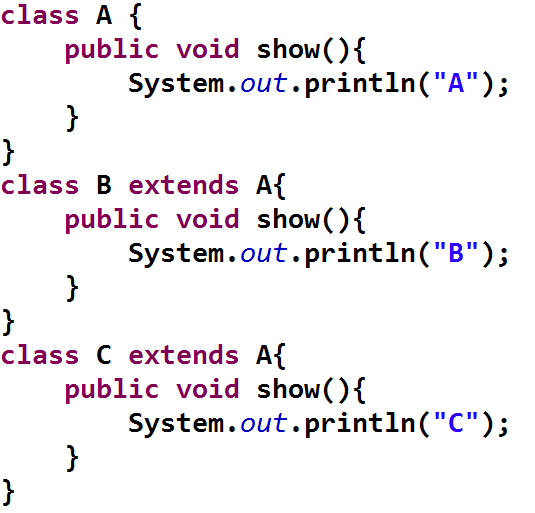 class A {
    public void show(){
        System.out.println("A");
    }
}
class B extends A{
    public void show(){
        System.out.println("B");
    }
}
class C extends A{
    public void show(){
        System.out.println("C");
    }
}